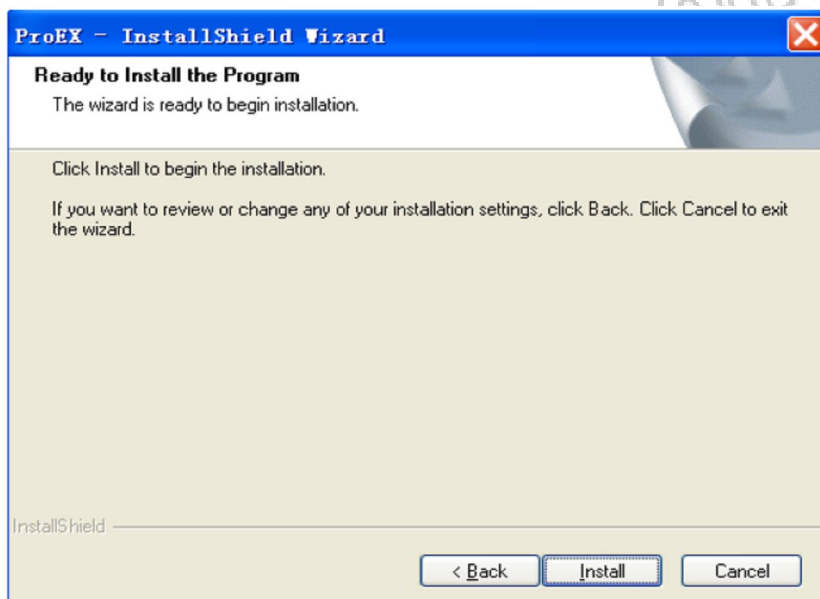 ProEX - InstallShield Wizard
Ready to Install the Program
The wizard is ready to begin installation.
Click Install to begin the installation.
If you want to review or change any of your installation settings, click Back. Click Cancel to exit
the wizard.
InstallShield
< Back Install Cancel